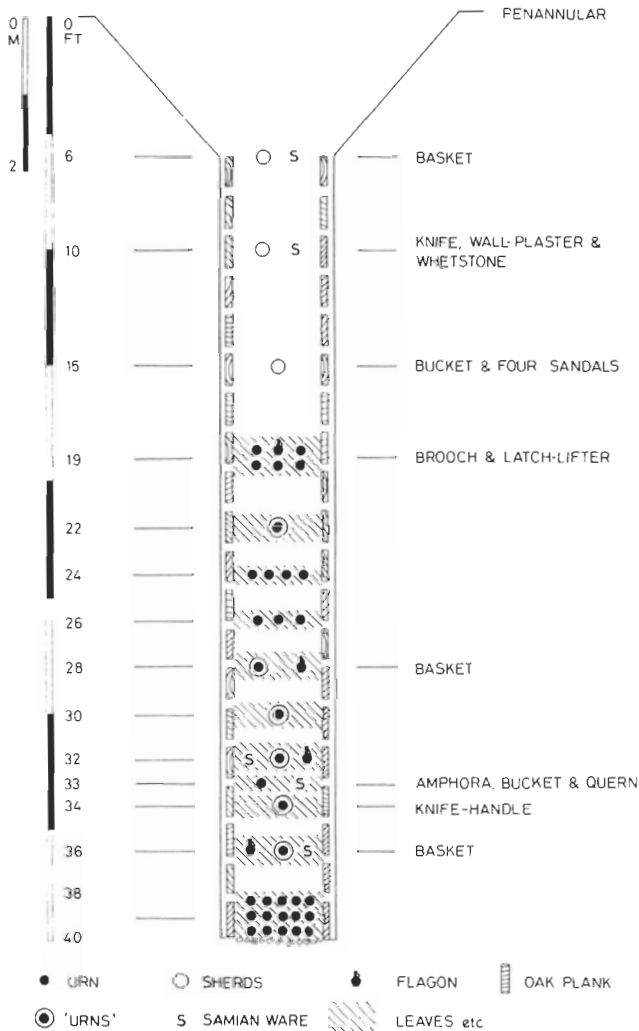 0 0
M FT
PENANNULAR
2
6 S BASKET
10 S KNIFE, WALL-PLASTER &
WHETSTONE
15 BUCKET & FOUR SANDALS
19 BROOCH & LATCH-LIFTER
22
24
26
28 BASKET
30
32 S
33 S AMPHORA, BUCKET & QUERN
34 KNIFE-HANDLE
36 S BASKET
38
40
URN SHERDS FLAGON OAK PLANK
'URNS' S SAMIAN WARE LEAVES etc